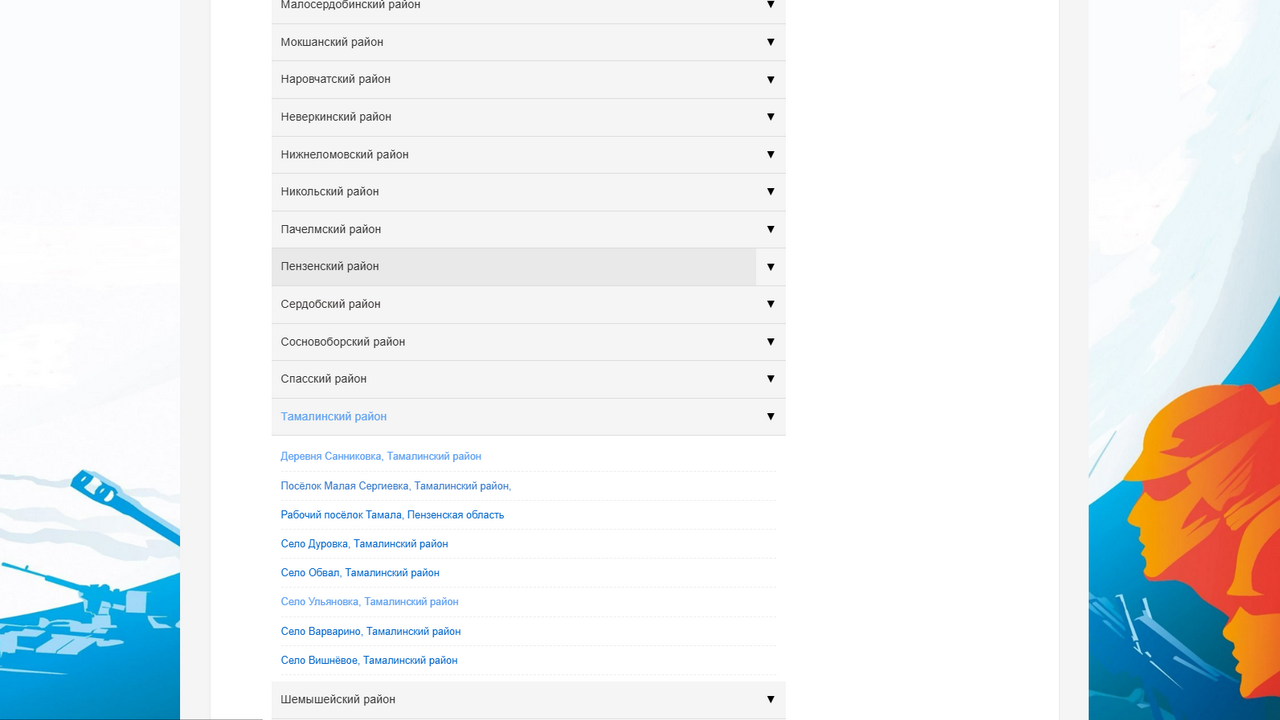 Малосердобинский район ▼
Мокшанский район ▼
Наровчатский район ▼
Неверкинский район ▼
Нижнеломовский район ▼
Никольский район ▼
Пачелмский район ▼
Пензенский район ▼
Сердобский район ▼
Сосновоборский район ▼
Спасский район ▼
Тамалинский район ▼
Деревня Санниковка, Тамалинский район
Посёлок Малая Сергиевка, Тамалинский район,
Рабочий посёлок Тамала, Пензенская область
Село Дуровка, Тамалинский район
Село Обвал, Тамалинский район
Село Ульяновка, Тамалинский район
Село Варварино, Тамалинский район
Село Вишнёвое, Тамалинский район
Шемышейский район ▼